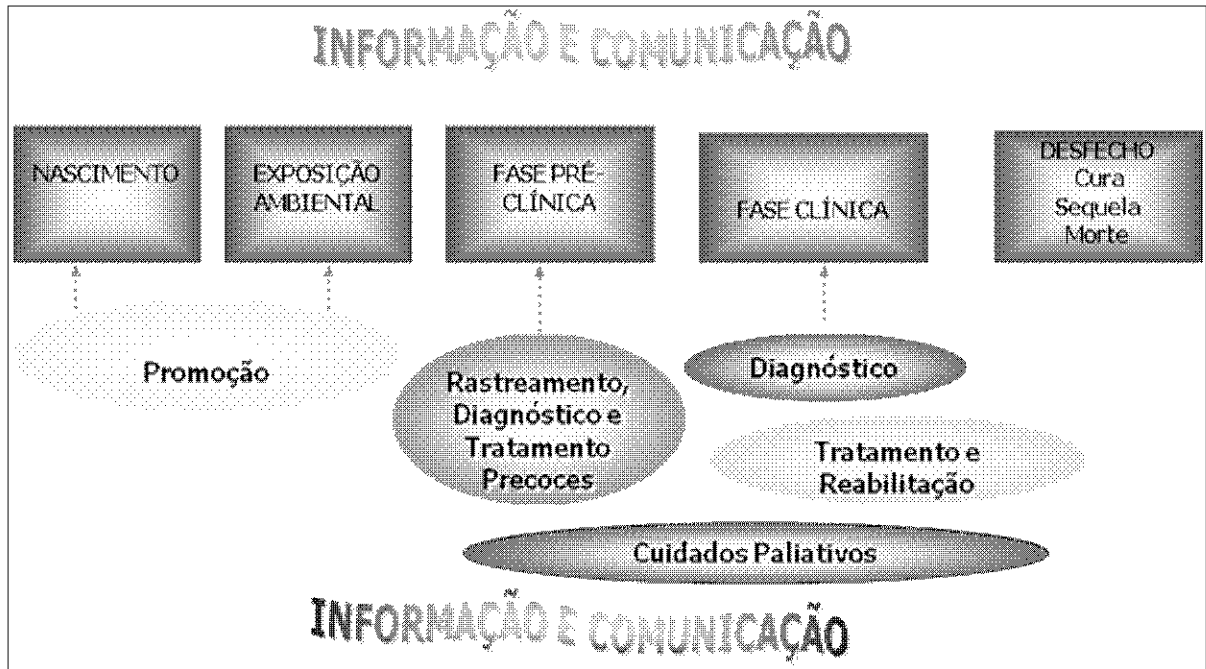 INFORMAÇÃO E COMUNICAÇÃO
NASCIMENTO
EXPOSIÇÃO
AMBIENTAL
FASE PRÉ-
CLÍNICA
FASE CLÍNICA
DESFECHO
Cura
Sequela
Morte
Promoção
Rastreamento,
Diagnóstico e
Tratamento
Precoces
Diagnóstico
Tratamento e
Reabilitação
Cuidados Paliativos
INFORMAÇÃO E COMUNICAÇÃO